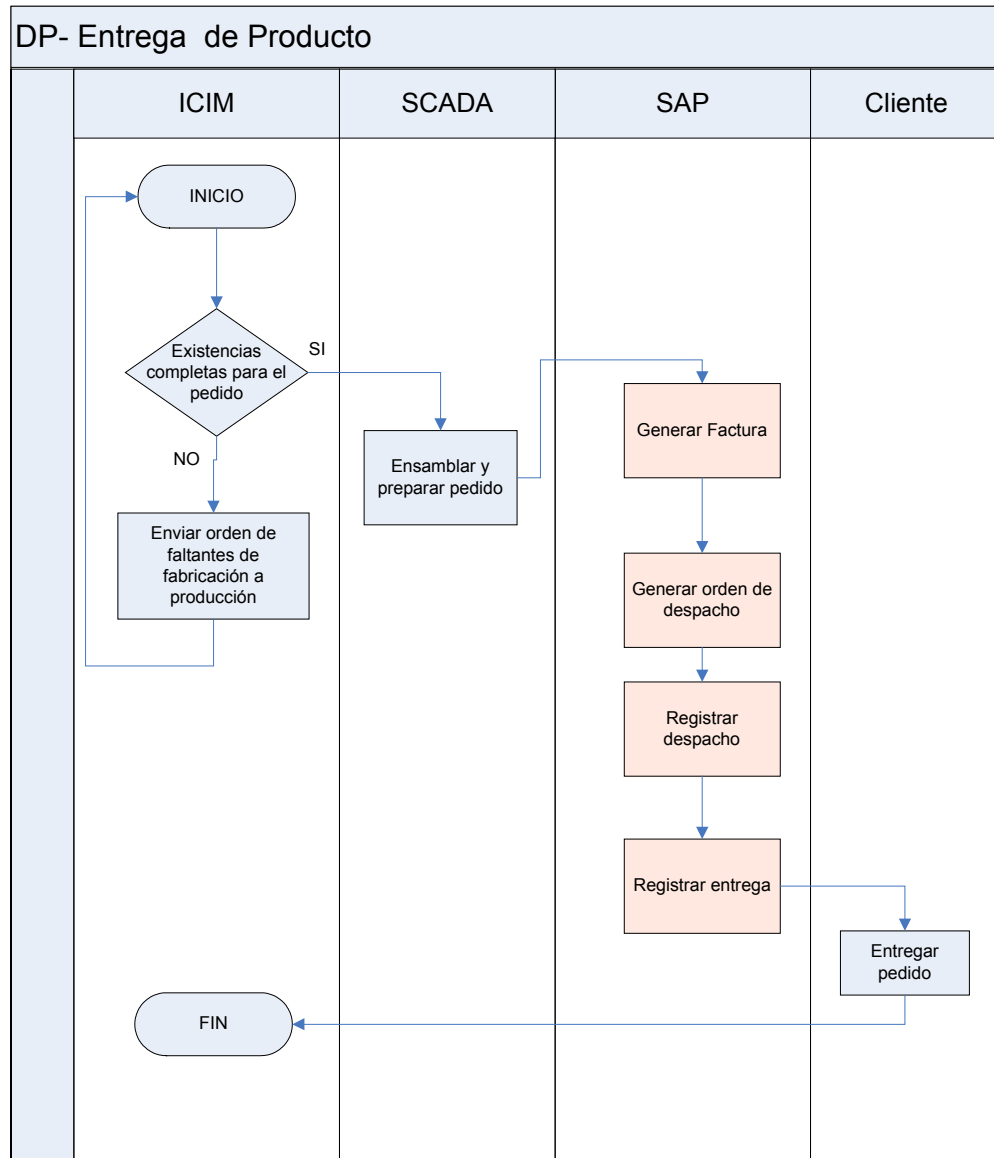 DP- Entrega  de Producto
ICIM
SCADA
SAP
Cliente
INICIO
Existencias
completas para el
pedido
SI
NO
Enviar orden de
faltantes de
fabricación a
producción
Ensamblar y
preparar pedido
Generar Factura
Generar orden de
despacho
Registrar
despacho
Registrar entrega
Entregar
pedido
FIN